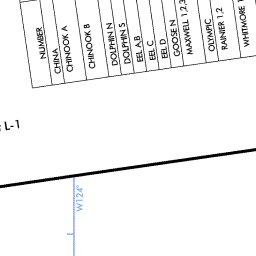 NUMBER
CHINA
CHINOOK A
CHINOOK B
DOLPHIN N
DOLPHIN S
EEL A,B
EEL C
EEL D
GOOSE N
MAXWELL 1,2,3
OLYMPIC
RAINIER 1,2
WHITMORE
L-1
W124°